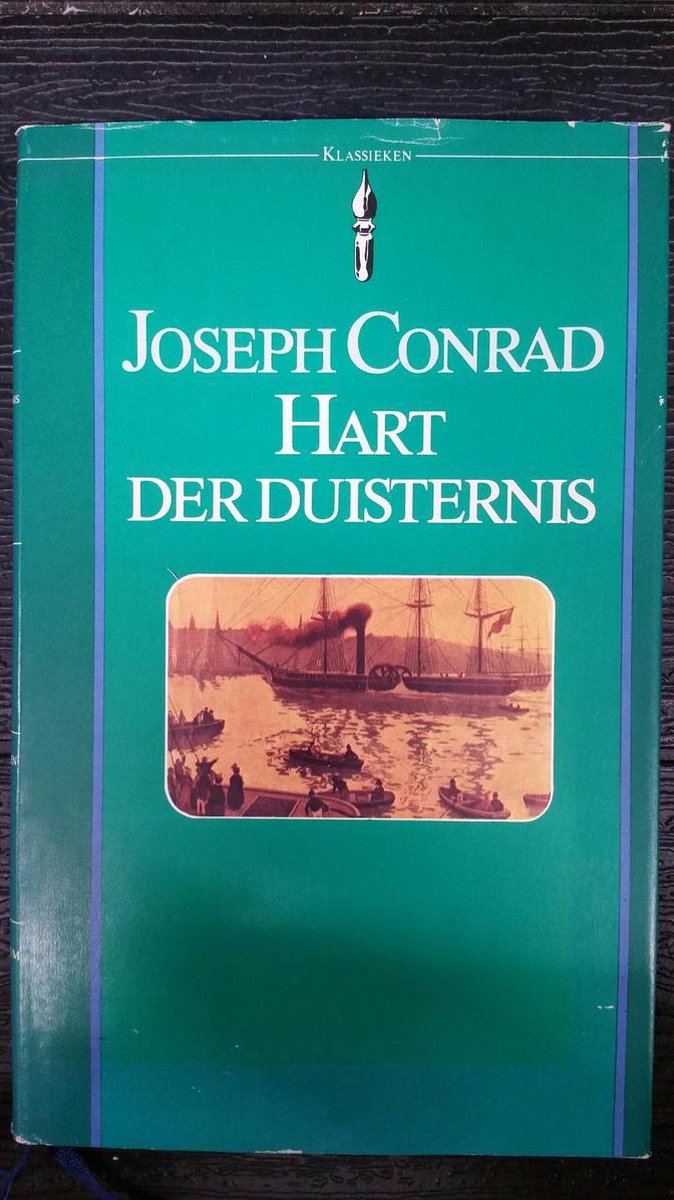 KLASSIEKEN
JOSEPH CONRAD
HART
DER DUISTERNIS